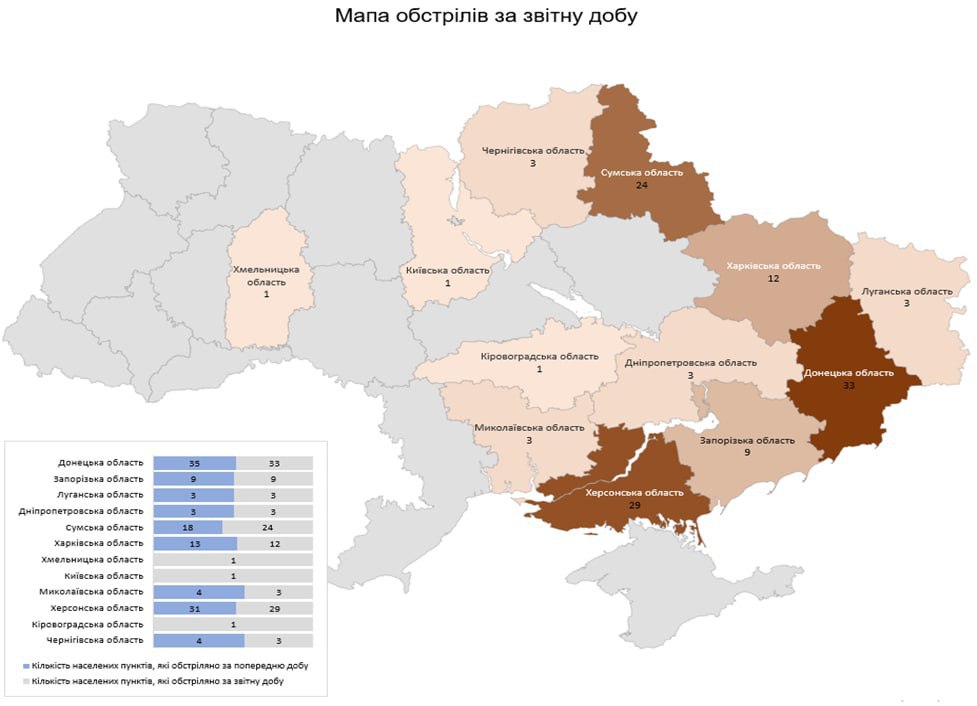 Мапа обстрілів за звітну добу
Чернігівська область
3
Сумська область
24
Хмельницька
область
1
Київська область
1
Харківська область
12
Луганська область
3
Кіровоградська область
1
Дніпропетровська область
3
Донецька область
33
Миколаївська область
3
Запорізька область
9
Херсонська область
29
Донецька область 35 33
Запорізька область 9 9
Луганська область 3 3
Дніпропетровська область 3 3
Сумська область 18 24
Харківська область 13 12
Хмельницька область 1
Київська область 1
Миколаївська область 4 3
Херсонська область 31 29
Кіровоградська область 1
Чернігівська область 4 3
Кількість населених пунктів, які обстріляно за попередню добу
Кількість населених пунктів, які обстріляно за звітну добу